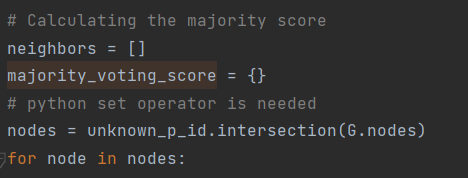 # Calculating the majority score
neighbors = []
majority_voting_score = {}
# python set operator is needed
nodes = unknown_p_id.intersection(G.nodes)
for node in nodes: